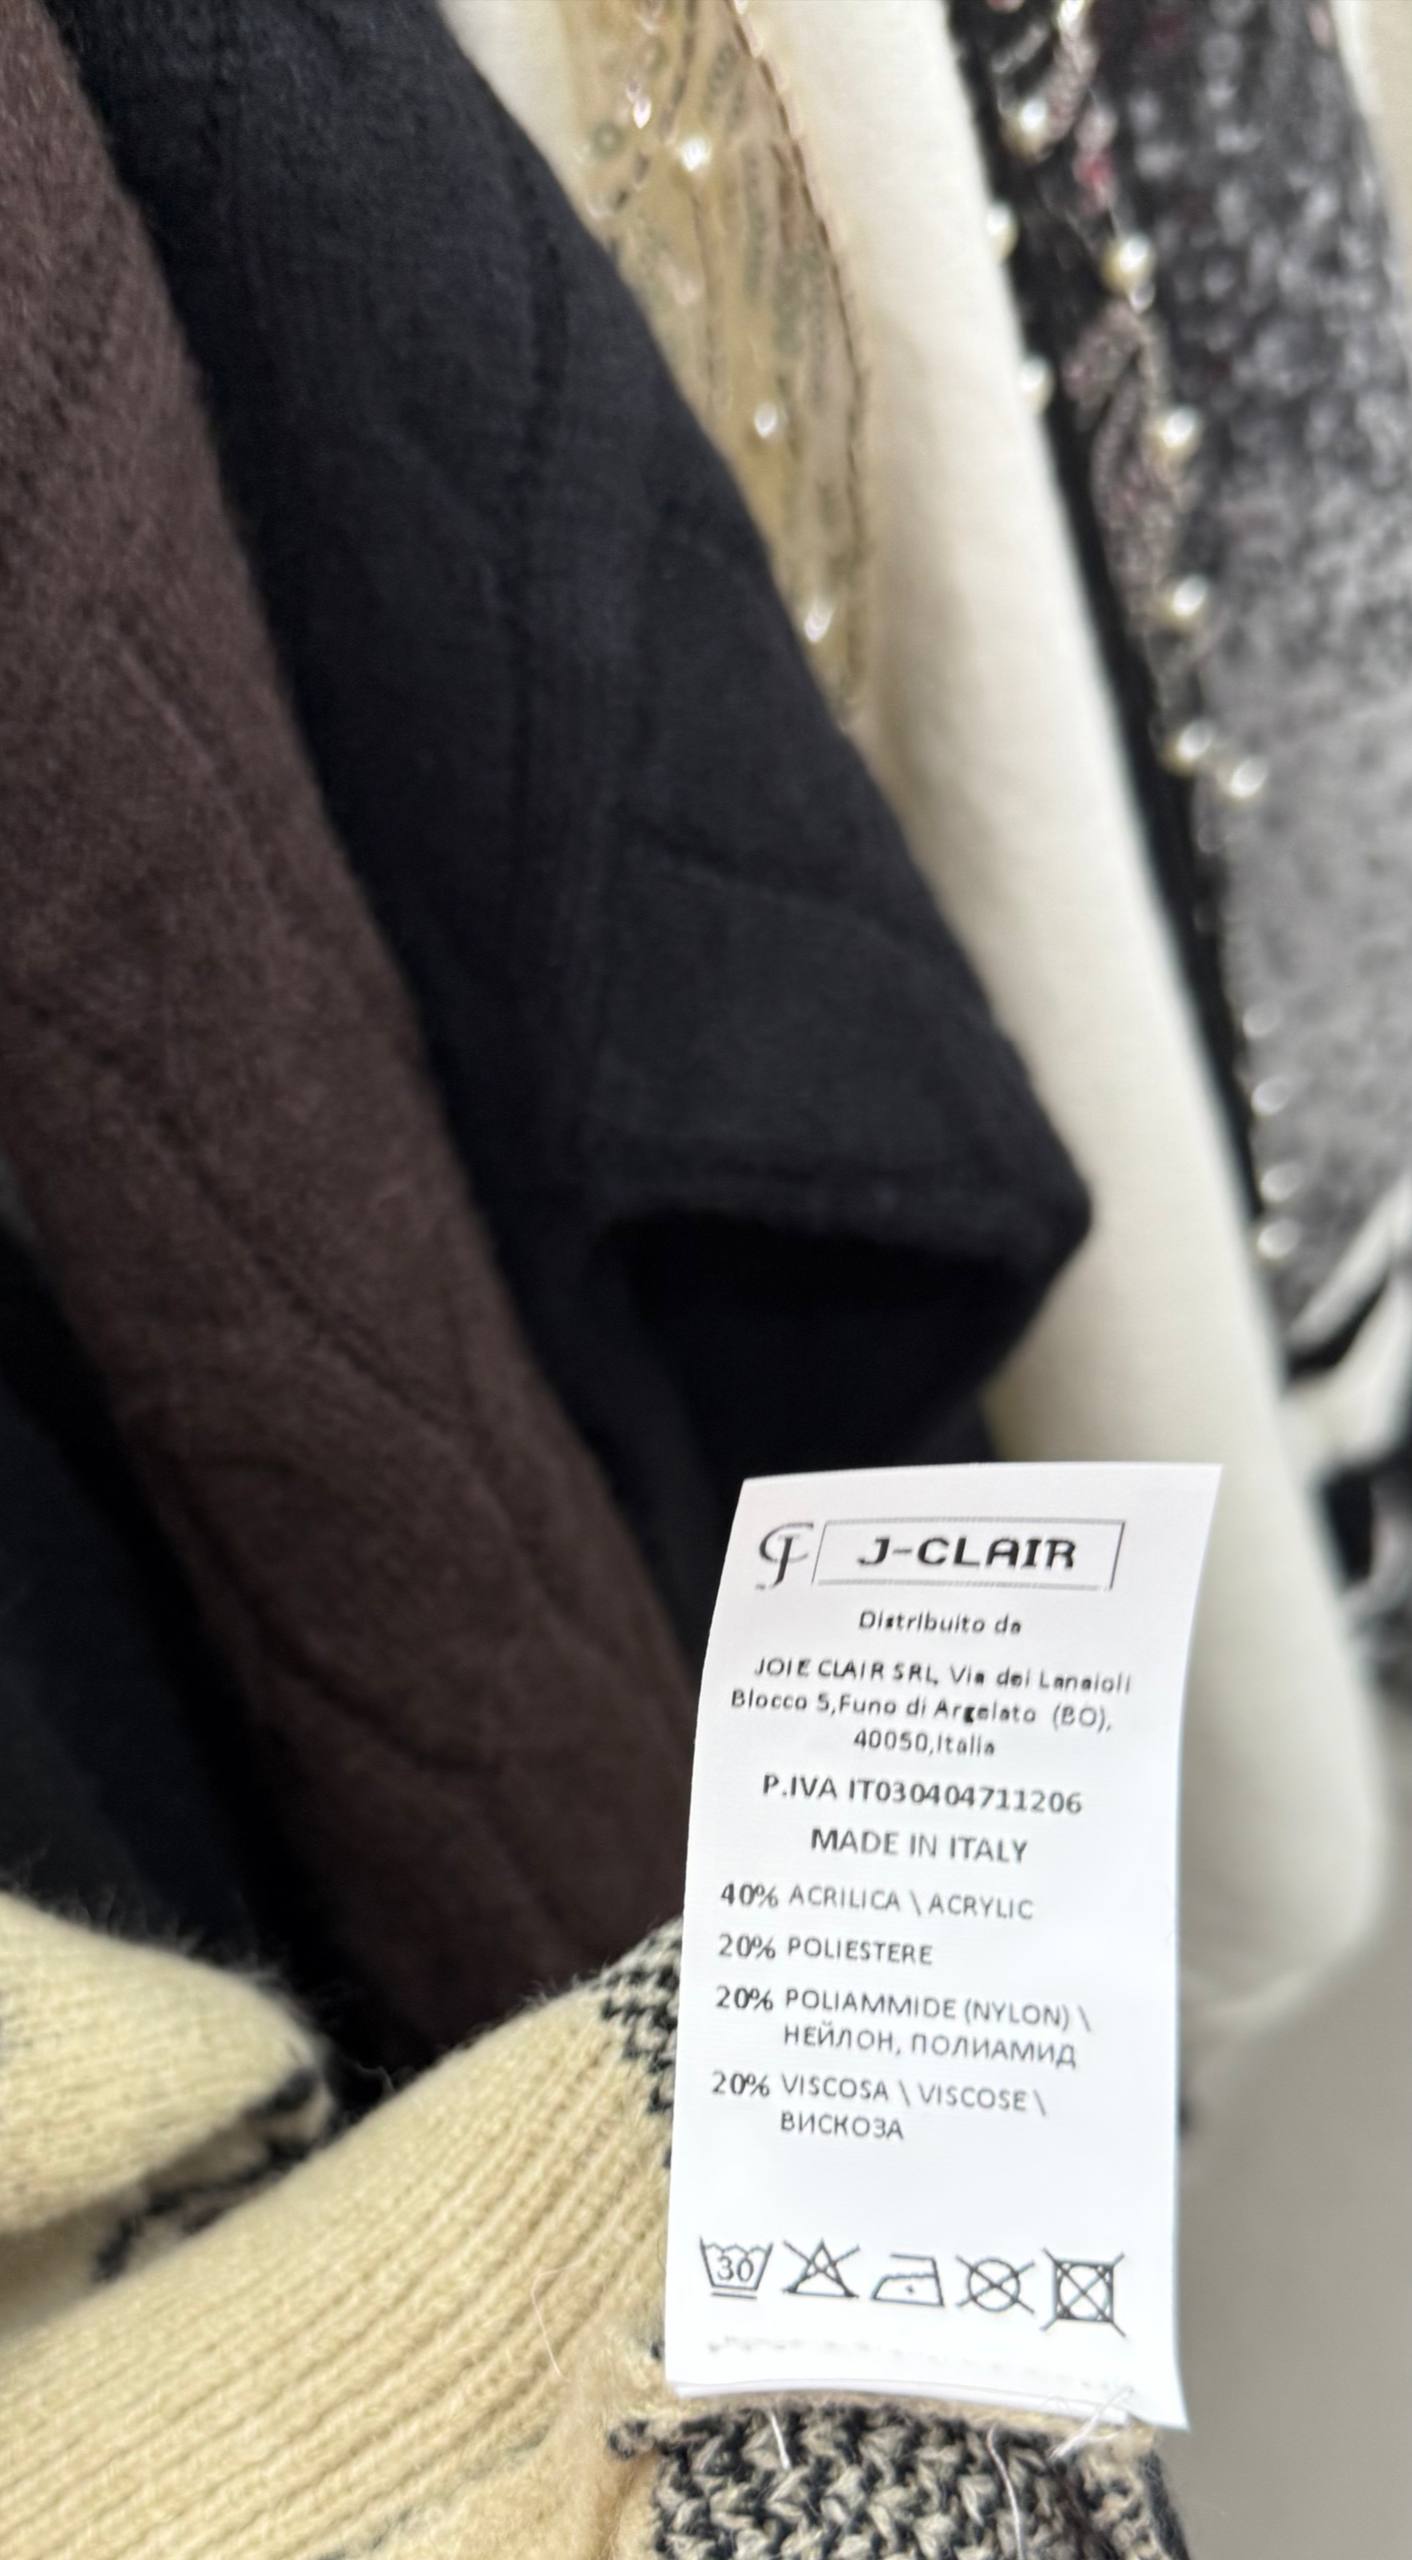 J-CLAIR
Distribuito da
JOIE CLAIR SRL, Via dei Lanaioli
Blocco 5,Funo di Argelato (BO),
40050,Italia
P.IVA IT030404711206
MADE IN ITALY
40% ACRILICA \ ACRYLIC
20% POLIESTERE
20% POLIAMMIDE (NYLON) \
НЕЙЛОН, ПОЛИАМИД
20% VISCOSA \ VISCOSE \
ВИСКОЗА
30